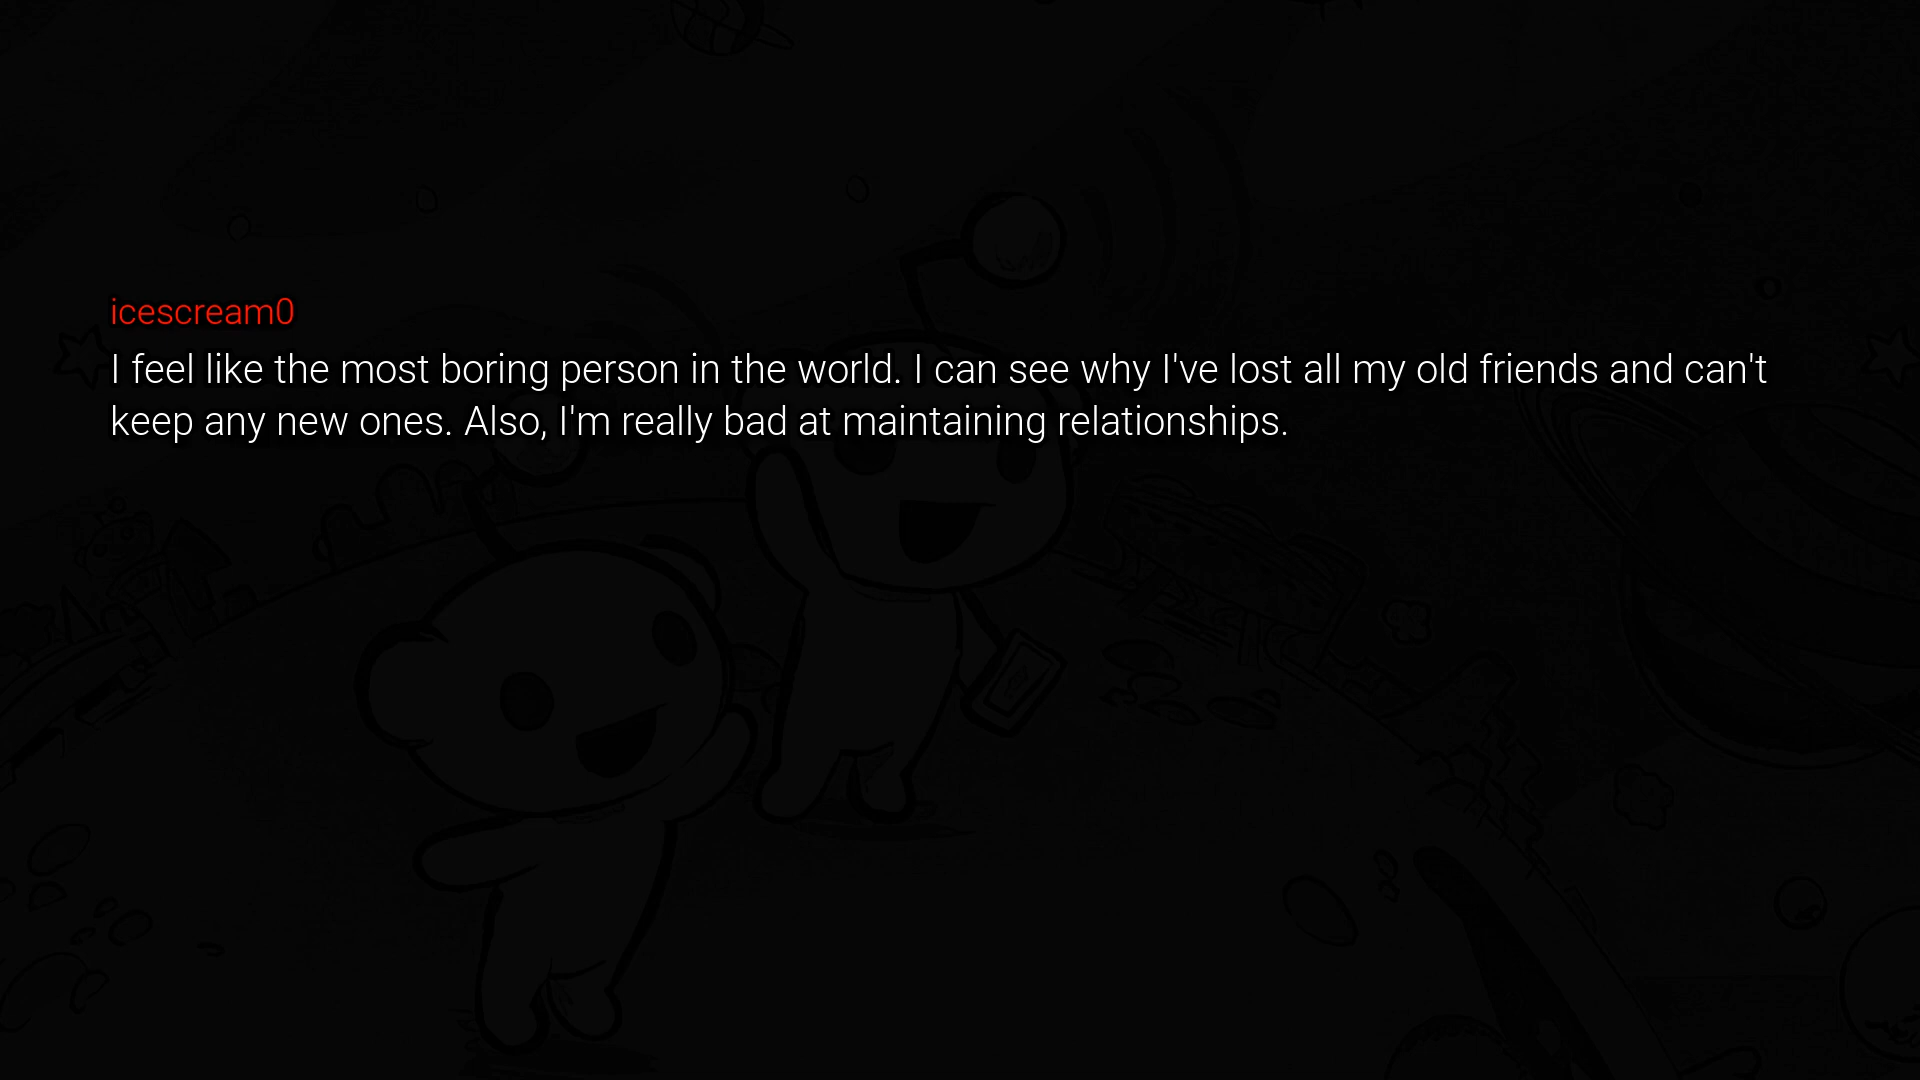 icescream0
I feel like the most boring person in the world. I can see why I've lost all my old friends and can't
keep any new ones. Also, I'm really bad at maintaining relationships.